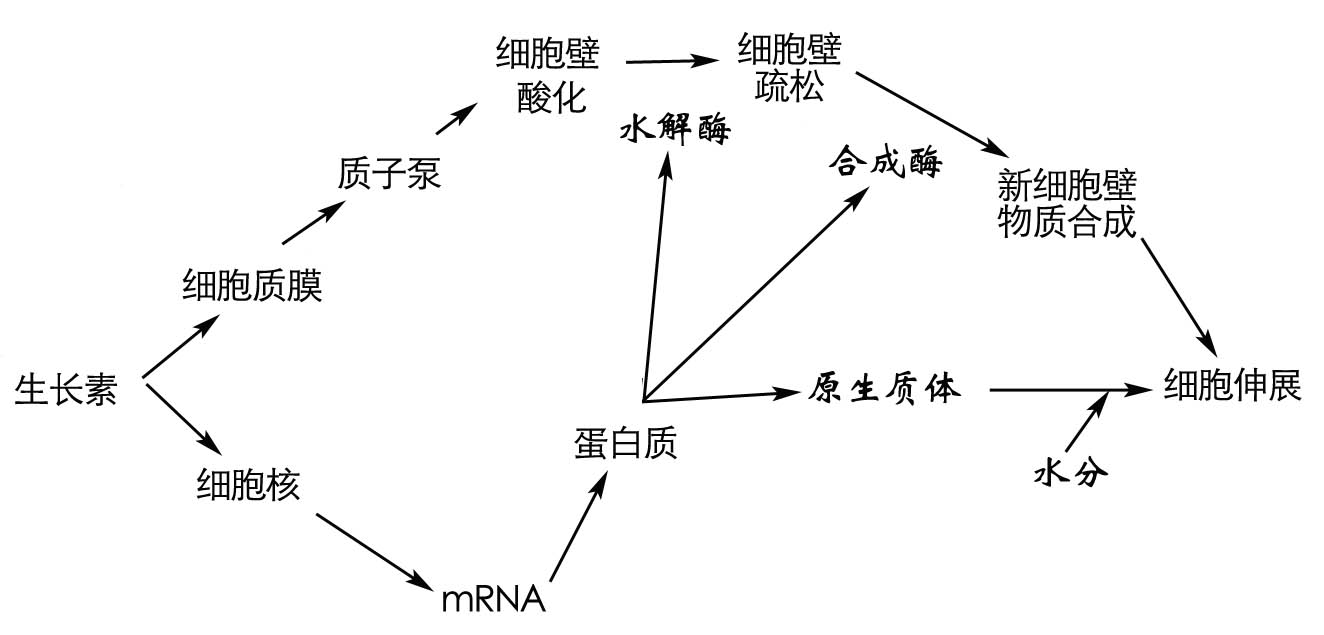 细胞壁
酸化
细胞壁
疏松
水解酶
合成酶
质子泵
新细胞壁
物质合成
细胞质膜
生长素
原生质体
细胞伸展
蛋白质
水分
细胞核
mRNA